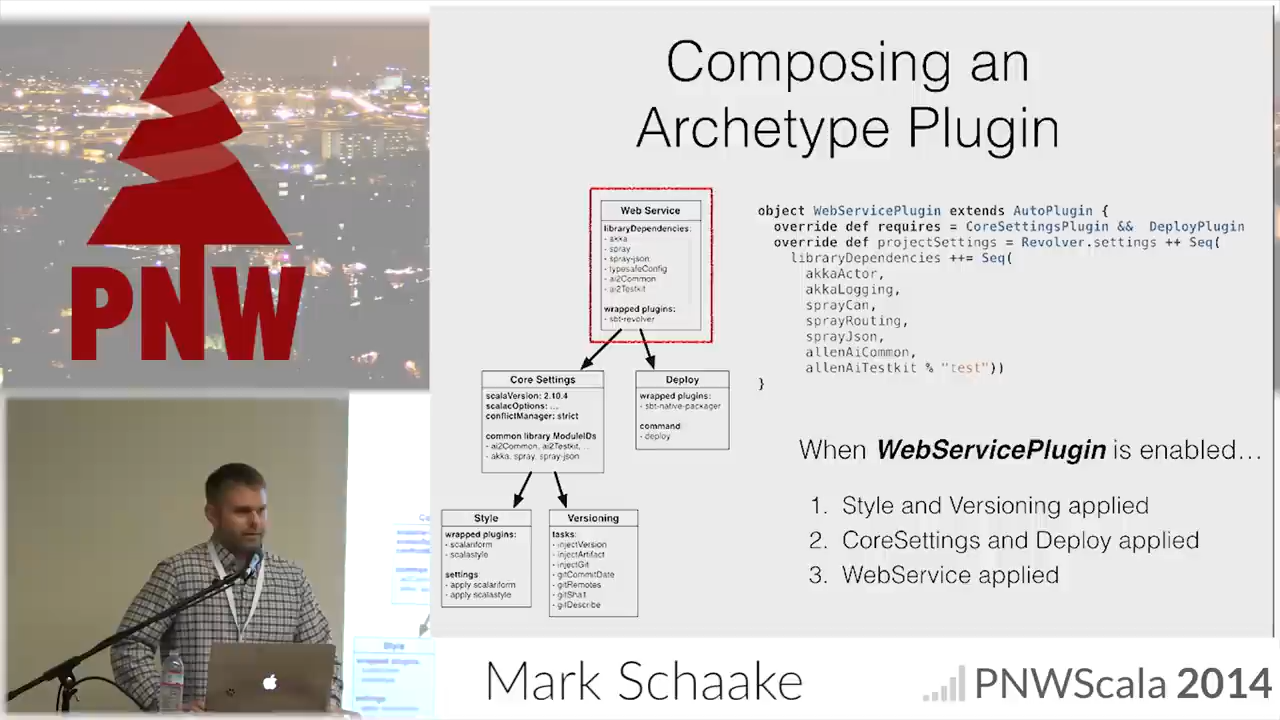 PNW
Composing an
Archetype Plugin
Web Service
libraryDependencies:
- akka
- spray
- spray-json
- typesafeConfig
- ai2Common
- ai2Testkit
wrapped plugins:
- sbt-revolver
Core Settings
scalaVersion: 2.10.4
scalacOptions: ...
conflictManager: strict
common library ModuleIDs
- ai2Common, ai2Testkit, ...
- akka, spray, spray-json
Deploy
wrapped plugins:
- sbt-native-packager
command:
- deploy
Style
wrapped plugins:
- scalariform
- scalastyle
settings
- apply scalariform
- apply scalastyle
Versioning
tasks:
- injectVersion
- injectArtifact
- injectGit
- gitCommitDate
- gitRemotes
- gitSha1
- gitDescribe
object WebServicePlugin extends AutoPlugin {
override def requires = CoreSettingsPlugin && DeployPlugin
override def projectSettings = Revolver.settings ++ Seq(
libraryDependencies ++= Seq(
akkaActor,
akkaLogging,
sprayCan,
sprayRouting,
sprayJson,
allenAiCommon,
allenAiTestkit % "test"))
}
When WebServicePlugin is enabled...
1. Style and Versioning applied
2. CoreSettings and Deploy applied
3. WebService applied
Style
Mark Schaake
PNWScala 2014